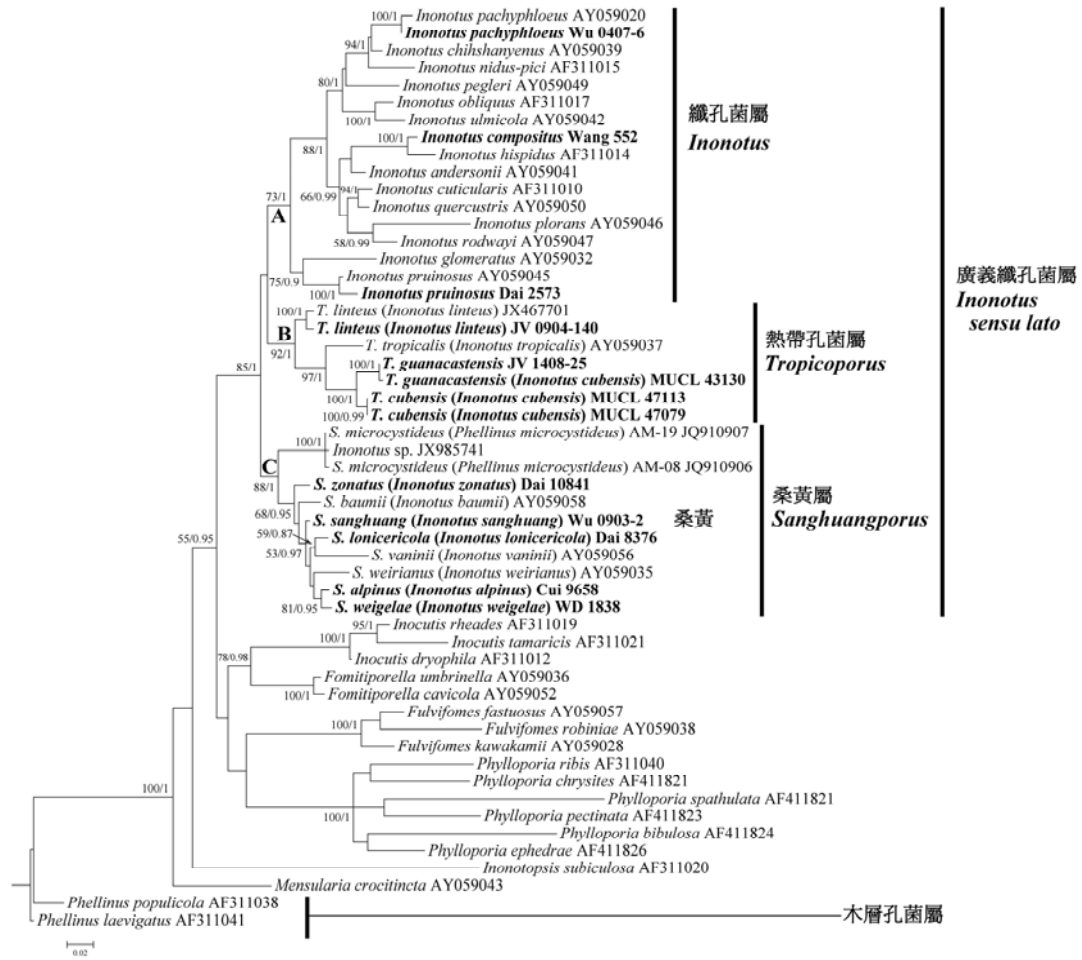 100/1
Inonotus pachyphloeus AY059020
Inonotus pachyphloeus Wu 0407-6
94/1
Inonotus chihshanyenus AY059039
Inonotus nidus-pici AF311015
80/1
Inonotus pegleri AY059049
Inonotus obliquus AF311017
100/1
Inonotus ulmicola AY059042
88/1
100/1
Inonotus compositus Wang 552
Inonotus hispidus AF311014
Inonotus andersonii AY059041
66/0.99
94/1
Inonotus cuticularis AF311010
Inonotus quercustris AY059050
Inonotus plorans AY059046
58/0.99
Inonotus rodwayi AY059047
73/1
A
Inonotus glomeratus AY059032
75/0.9
Inonotus pruinosus AY059045
100/1
Inonotus pruinosus Dai 2573
纖孔菌屬
Inonotus
100/1
T. linteus (Inonotus linteus) JX467701
T. linteus (Inonotus linteus) JV 0904-140
B
92/1
T. tropicalis (Inonotus tropicalis) AY059037
97/1
100/1
T. guanacastensis JV 1408-25
T. guanacastensis (Inonotus cubensis) MUCL 43130
100/1
T. cubensis (Inonotus cubensis) MUCL 47113
100/0.99
T. cubensis (Inonotus cubensis) MUCL 47079
熱帶孔菌屬
Tropicoporus
85/1
S. microcystideus (Phellinus microcystideus) AM-19 JQ910907
100/1
Inonotus sp. JX985741
S. microcystideus (Phellinus microcystideus) AM-08 JQ910906
C
88/1
S. zonatus (Inonotus zonatus) Dai 10841
S. baumii (Inonotus baumii) AY059058
68/0.95
S. sanghuang (Inonotus sanghuang) Wu 0903-2
桑黃
59/0.87
S. lonicericola (Inonotus lonicericola) Dai 8376
53/0.97
S. vaninii (Inonotus vaninii) AY059056
S. weirianus (Inonotus weirianus) AY059035
S. alpinus (Inonotus alpinus) Cui 9658
81/0.95
S. weigelae (Inonotus weigelae) WD 1838
桑黃屬
Sanghuangporus
廣義纖孔菌屬
Inonotus
sensu lato
55/0.95
95/1
Inocutis rheades AF311019
100/1
Inocutis tamaricis AF311021
Inocutis dryophila AF311012
78/0.98
Fomitiporella umbrinella AY059036
100/1
Fomitiporella cavicola AY059052
Fulvifomes fastuosus AY059057
100/1
Fulvifomes robiniae AY059038
Fulvifomes kawakamii AY059028
Phylloporia ribis AF311040
Phylloporia chrysites AF411821
Phylloporia spathulata AF411821
100/1
Phylloporia pectinata AF411823
Phylloporia bibulosa AF411824
Phylloporia ephedrae AF411826
100/1
Inonotopsis subiculosa AF311020
Mensularia crocitincta AY059043
Phellinus populicola AF311038
Phellinus laevigatus AF311041
木層孔菌屬
0.02